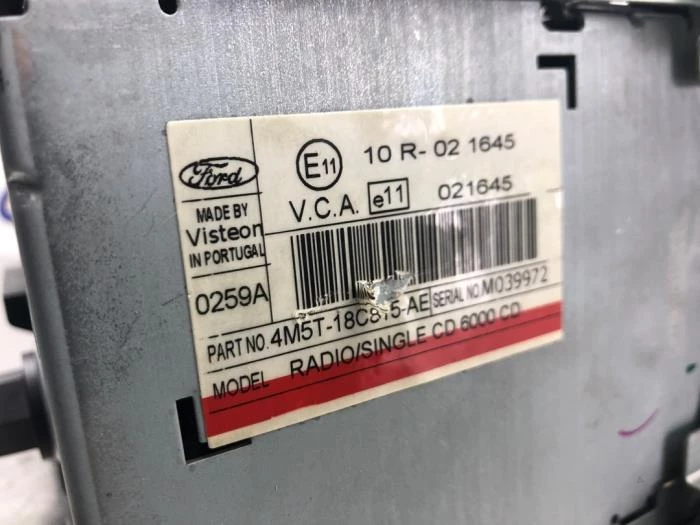 Ford
MADE BY
Visteon
IN PORTUGAL
0259A
E11 10 R- 02 1645
V.C.A. e11 021645
PART NO. 4M5T-18C815-AE SERIAL NO. M039972
MODEL RADIO/SINGLE CD 6000 CD